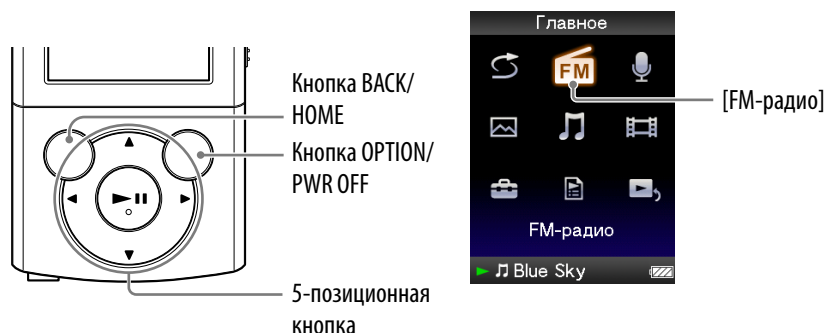 Кнопка BACK/
HOME
Кнопка OPTION/
PWR OFF
5-позиционная
кнопка
Главное
FM
[FM-радио]
FM-радио
Blue Sky